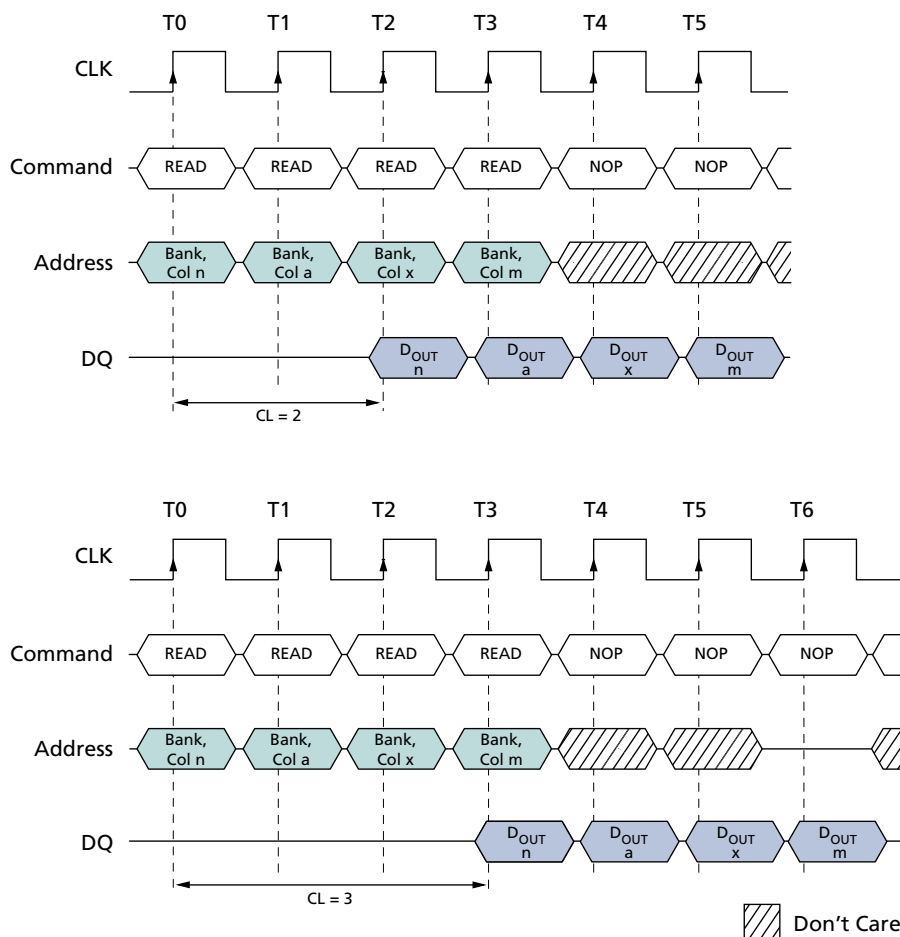 T0 T1 T2 T3 T4 T5
CLK
Command READ READ READ READ NOP NOP
Address Bank, Col n Bank, Col a Bank, Col x Bank, Col m
DQ DOUT n DOUT a DOUT x DOUT m
CL = 2
T0 T1 T2 T3 T4 T5 T6
CLK
Command READ READ READ READ NOP NOP NOP
Address Bank, Col n Bank, Col a Bank, Col x Bank, Col m
DQ DOUT n DOUT a DOUT x DOUT m
CL = 3
Don't Care